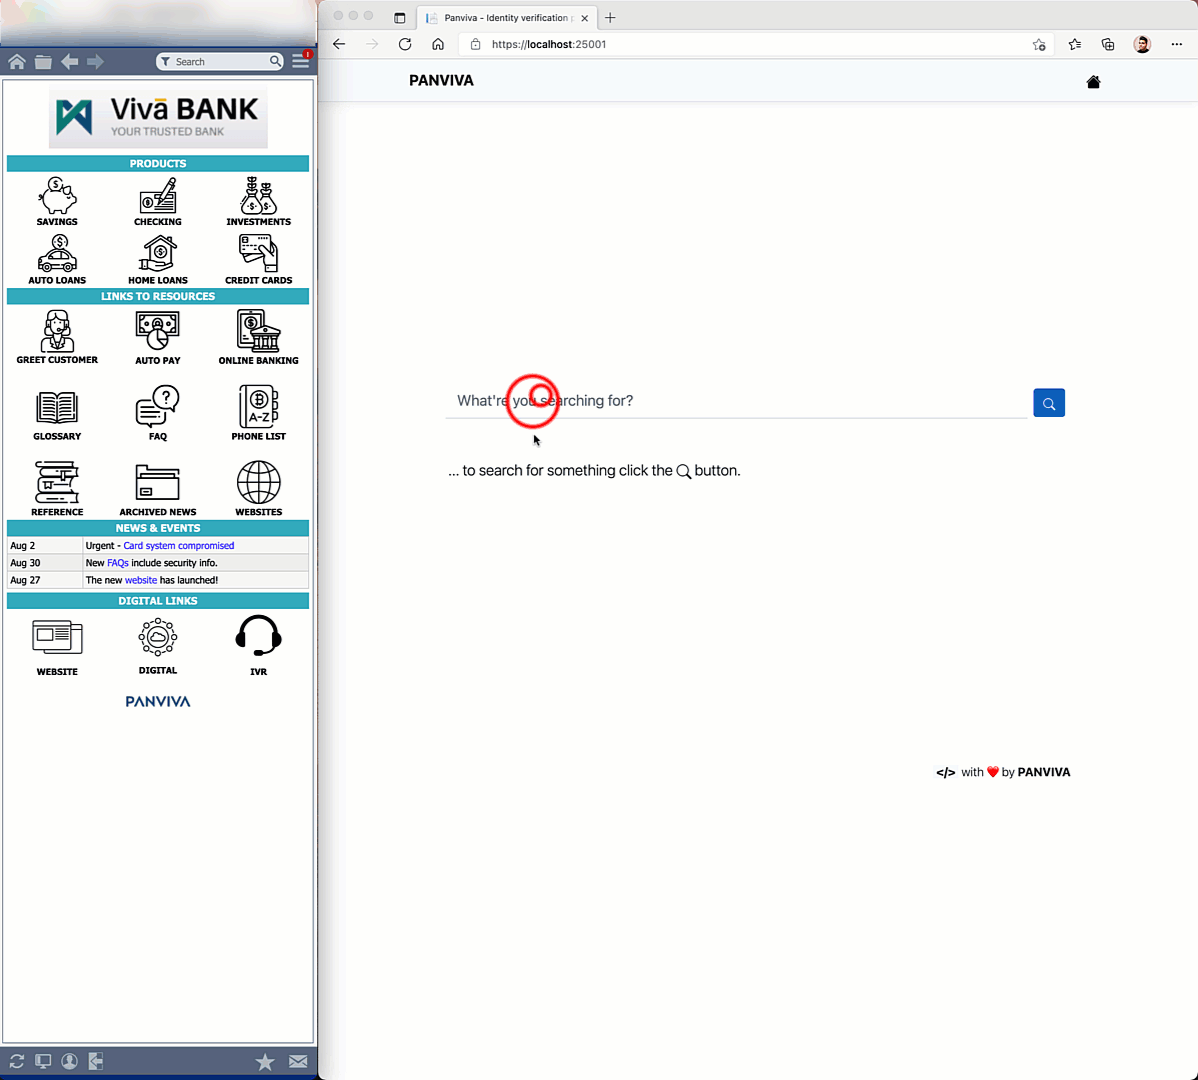 Search
1
Vivā BANK
YOUR TRUSTED BANK
PRODUCTS
SAVINGS
CHECKING
INVESTMENTS
AUTO LOANS
HOME LOANS
CREDIT CARDS
LINKS TO RESOURCES
GREET CUSTOMER
AUTO PAY
ONLINE BANKING
A-Z
GLOSSARY
FAQ
PHONE LIST
REFERENCE
ARCHIVED NEWS
WEBSITES
NEWS & EVENTS
Aug 2 Urgent - Card system compromised
Aug 30 New FAQs include security info.
Aug 27 The new website has launched!
DIGITAL LINKS
WEBSITE
DIGITAL
IVR
PANVIVA
Panviva - Identity verification
https://localhost:25001
PANVIVA
What're you searching for?
... to search for something click the button.
</> with ❤️ by PANVIVA